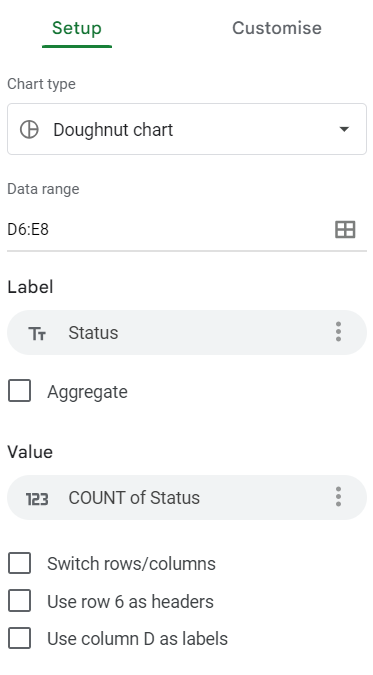 Setup Customise
Chart type
Doughnut chart
Data range
D6:E8
Label
Tт Status
Aggregate
Value
123 COUNT of Status
Switch rows/columns
Use row 6 as headers
Use column D as labels